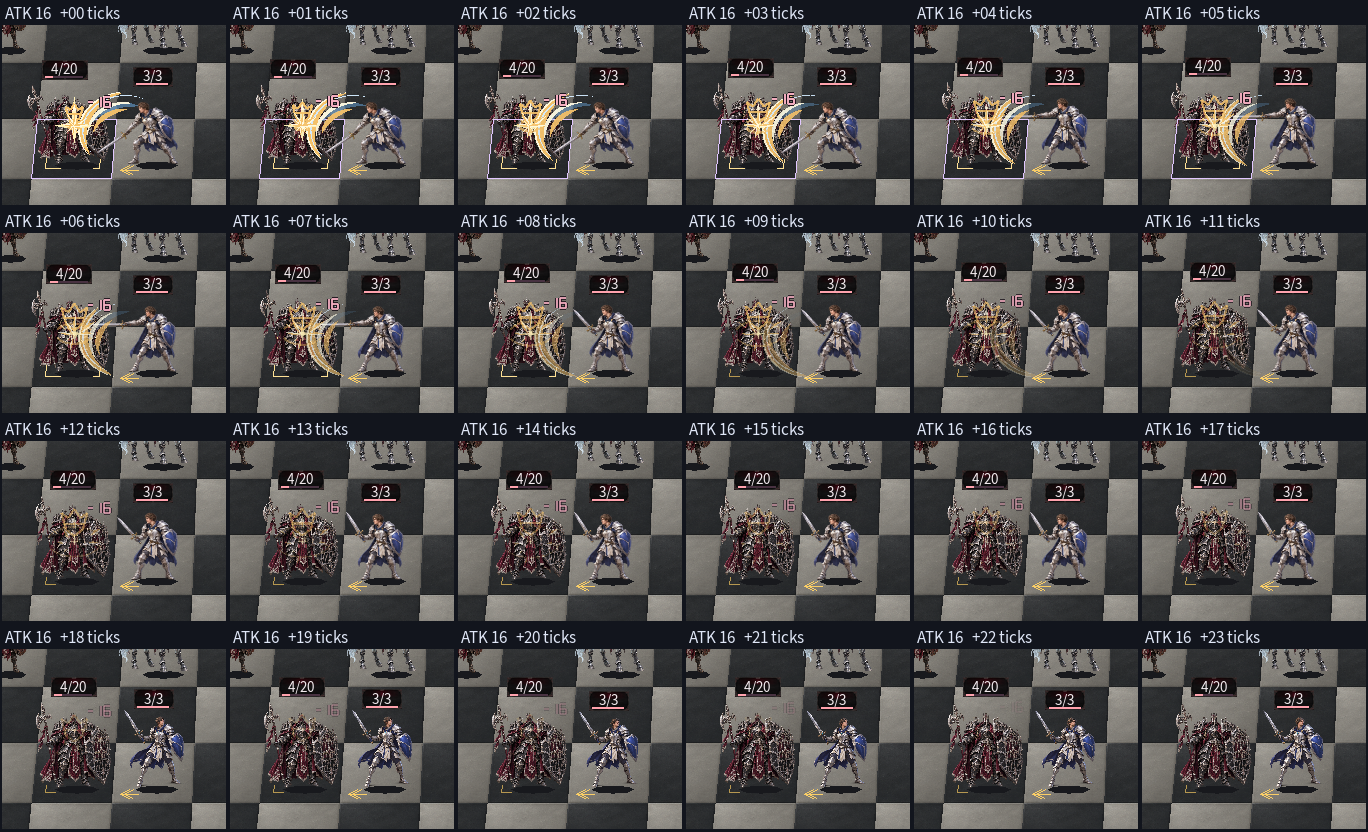 ATK 16 +00 ticks
4/20
3/3
- 16
ATK 16 +01 ticks
4/20
3/3
- 16
ATK 16 +02 ticks
4/20
3/3
- 16
ATK 16 +03 ticks
4/20
3/3
- 16
ATK 16 +04 ticks
4/20
3/3
- 16
ATK 16 +05 ticks
4/20
3/3
- 16
ATK 16 +06 ticks
4/20
3/3
- 16
ATK 16 +07 ticks
4/20
3/3
- 16
ATK 16 +08 ticks
4/20
3/3
- 16
ATK 16 +09 ticks
4/20
3/3
- 16
ATK 16 +10 ticks
4/20
3/3
- 16
ATK 16 +11 ticks
4/20
3/3
- 16
ATK 16 +12 ticks
4/20
3/3
- 16
ATK 16 +13 ticks
4/20
3/3
- 16
ATK 16 +14 ticks
4/20
3/3
- 16
ATK 16 +15 ticks
4/20
3/3
- 16
ATK 16 +16 ticks
4/20
3/3
- 16
ATK 16 +17 ticks
4/20
3/3
- 16
ATK 16 +18 ticks
4/20
3/3
- 16
ATK 16 +19 ticks
4/20
3/3
- 16
ATK 16 +20 ticks
4/20
3/3
- 16
ATK 16 +21 ticks
4/20
3/3
ATK 16 +22 ticks
4/20
3/3
ATK 16 +23 ticks
4/20
3/3